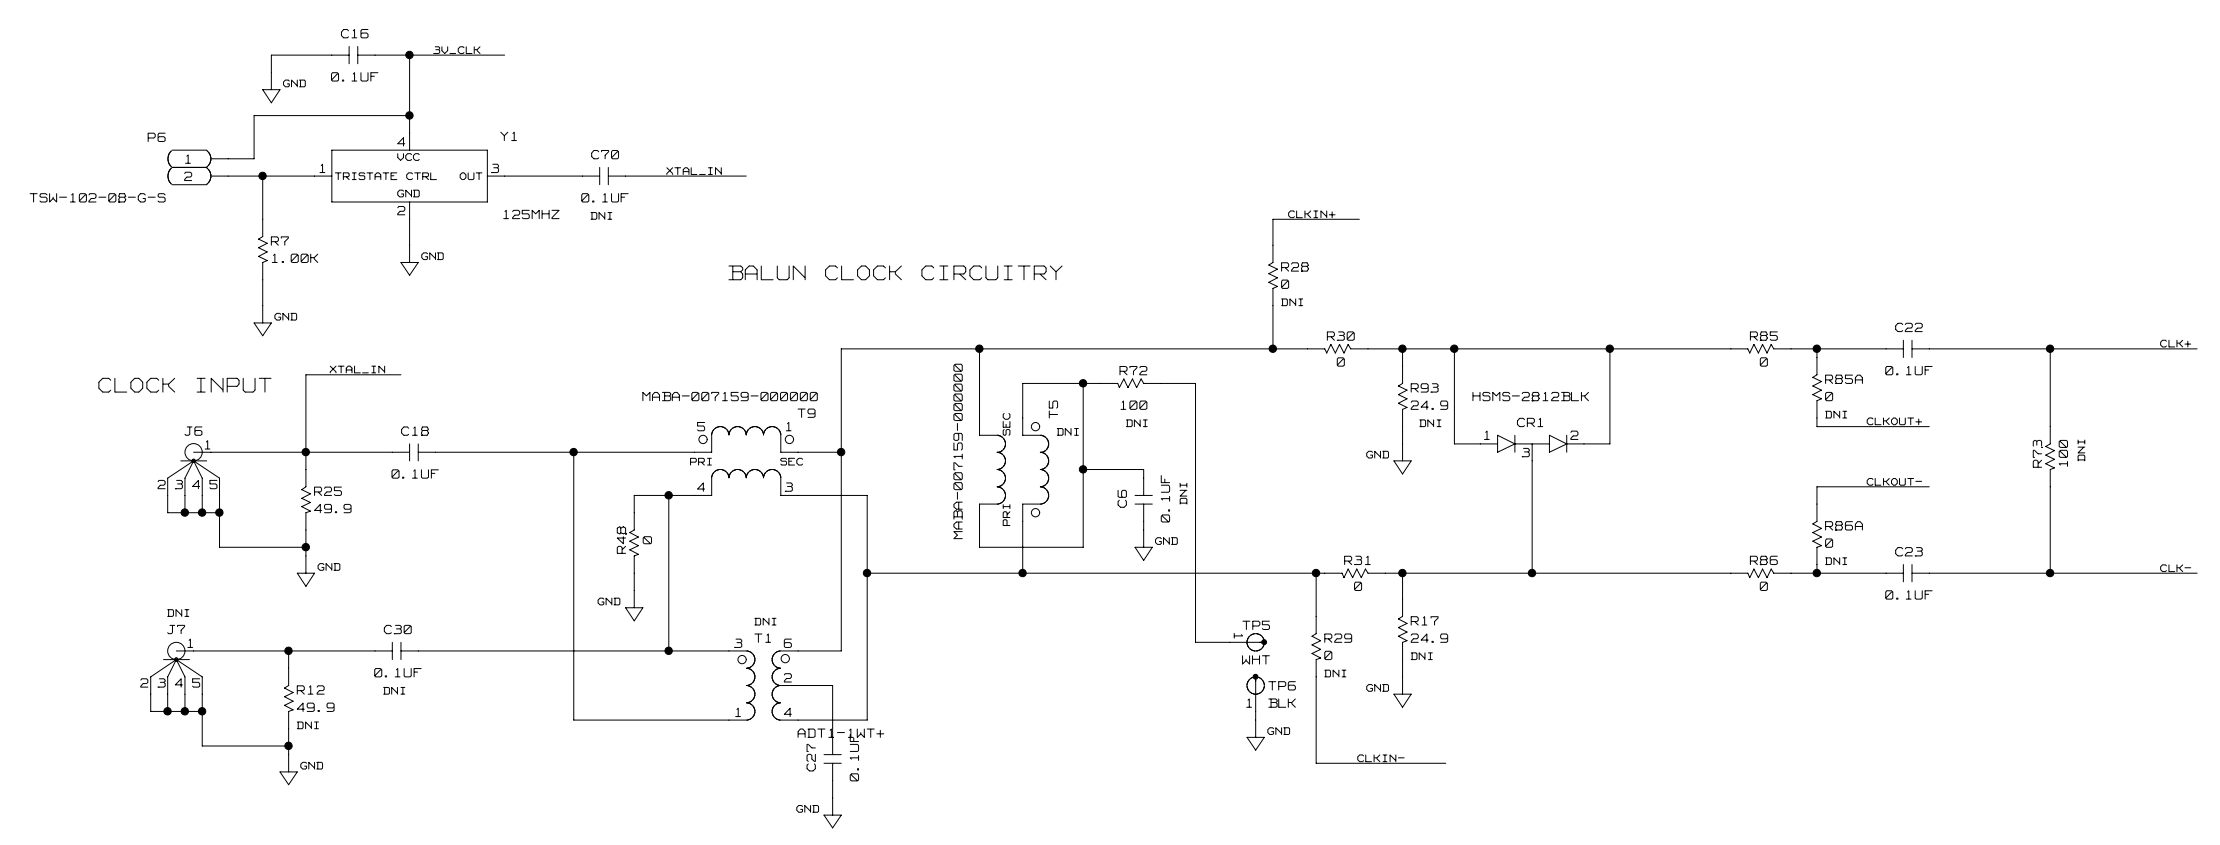 C16
3V_CLK
0.1UF
GND
P6
Y1
4
VCC
C70
1
2
TSW-102-08-G-S
1
TRISTATE CTRL
OUT
3
XTAL_IN
GND
2
0.1UF
DNI
125MHZ
R7
1.00K
GND
GND
BALUN CLOCK CIRCUITRY
CLKIN+
R28
0
DNI
CLOCK INPUT
XTAL_IN
J6
1
2
3
4
5
C18
0.1UF
R25
49.9
GND
MABA-007159-000000
T9
5
1
PRI
SEC
4
3
R48
0
GND
DNI
J7
1
2
3
4
5
C30
0.1UF
DNI
R12
49.9
DNI
GND
DNI
T1
3
6
2
1
4
ADT1-1WT+
C27
0.1UF
GND
MABA-007159-000000
SEC
PRI
T5
DNI
R72
100
DNI
C6
0.1UF
DNI
GND
TP5
1
WHT
TP6
1
BLK
GND
R30
0
R93
24.9
DNI
GND
HSMS-2812BLK
CR1
1
2
3
R31
0
R29
0
DNI
R17
24.9
DNI
GND
CLKIN-
R85
0
C22
0.1UF
CLK+
R85A
0
DNI
CLKOUT+
R73
100
DNI
CLKOUT-
R86A
0
DNI
R86
0
C23
0.1UF
CLK-